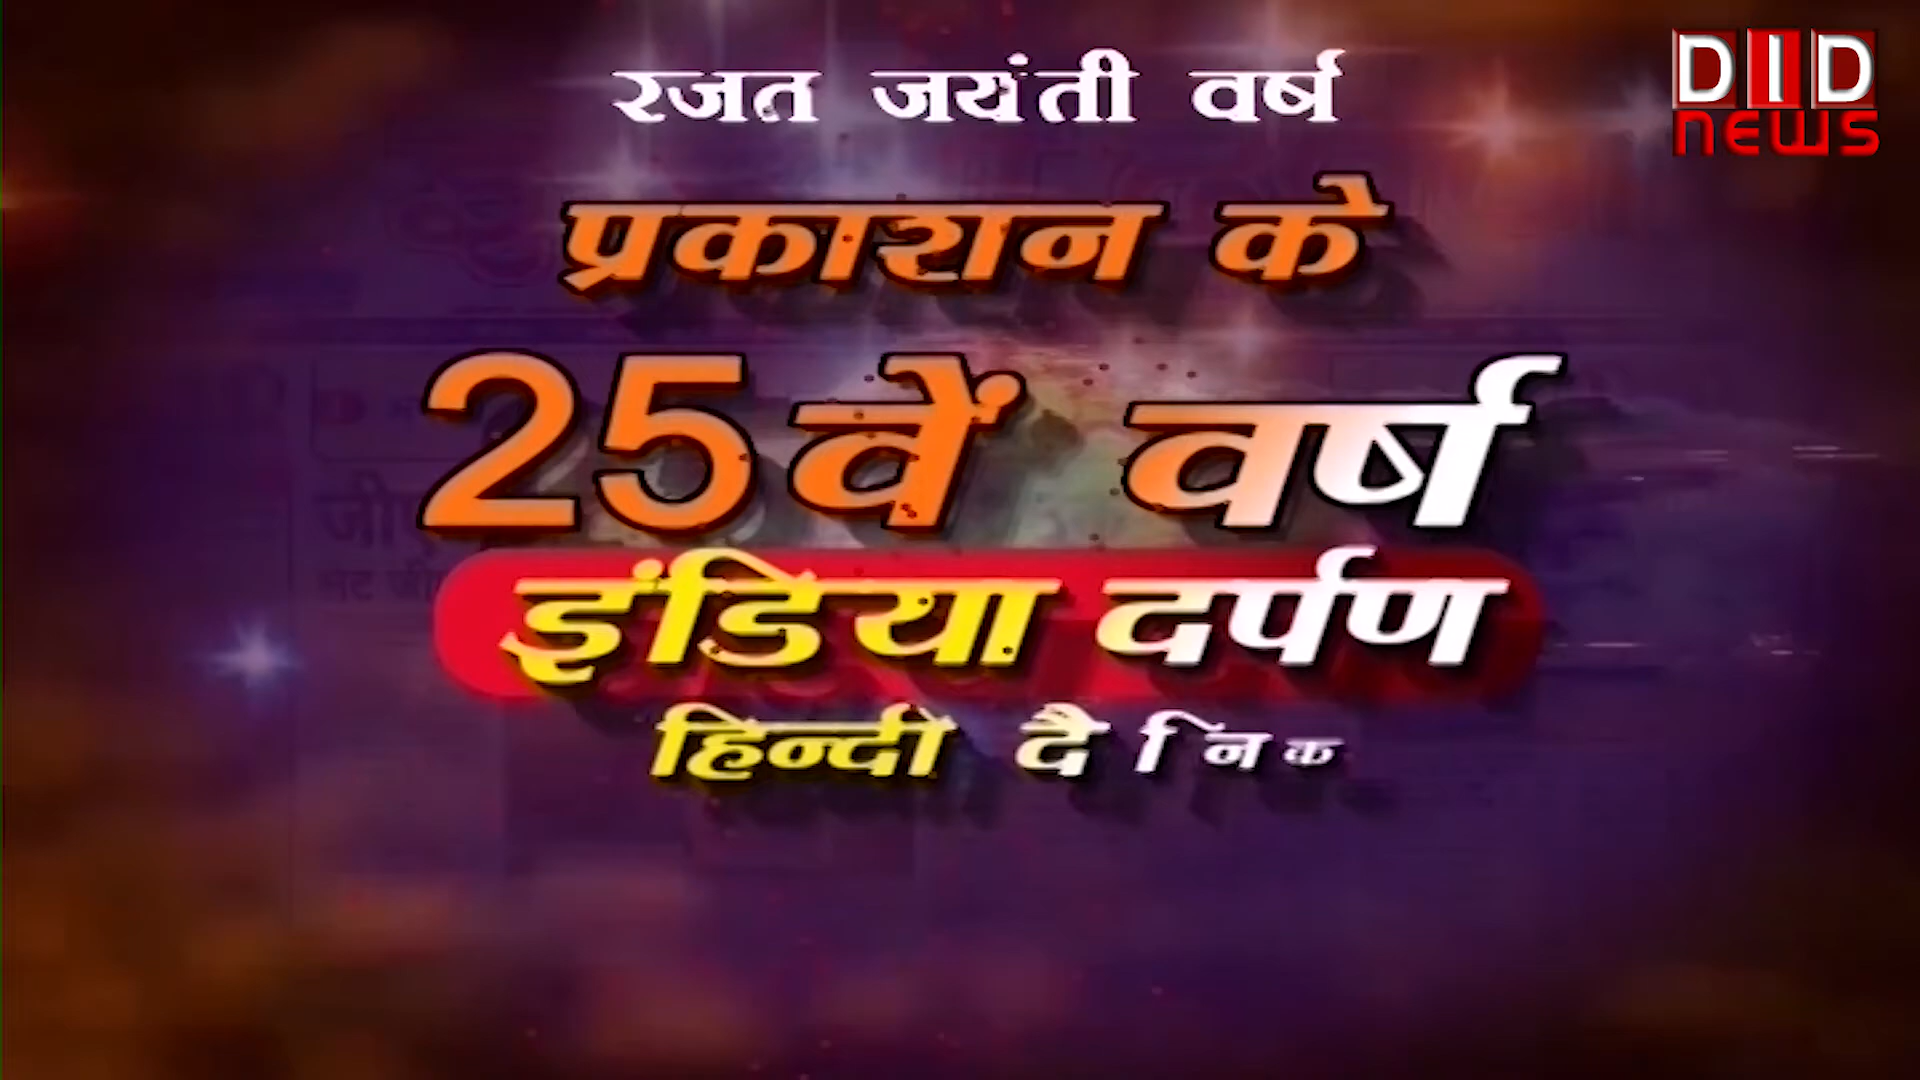 रजत जयंती वर्ष
DID
NEWS
प्रकाशन के
25वें वर्ष
इंडिया दर्पण
हिन्दी दैनिक